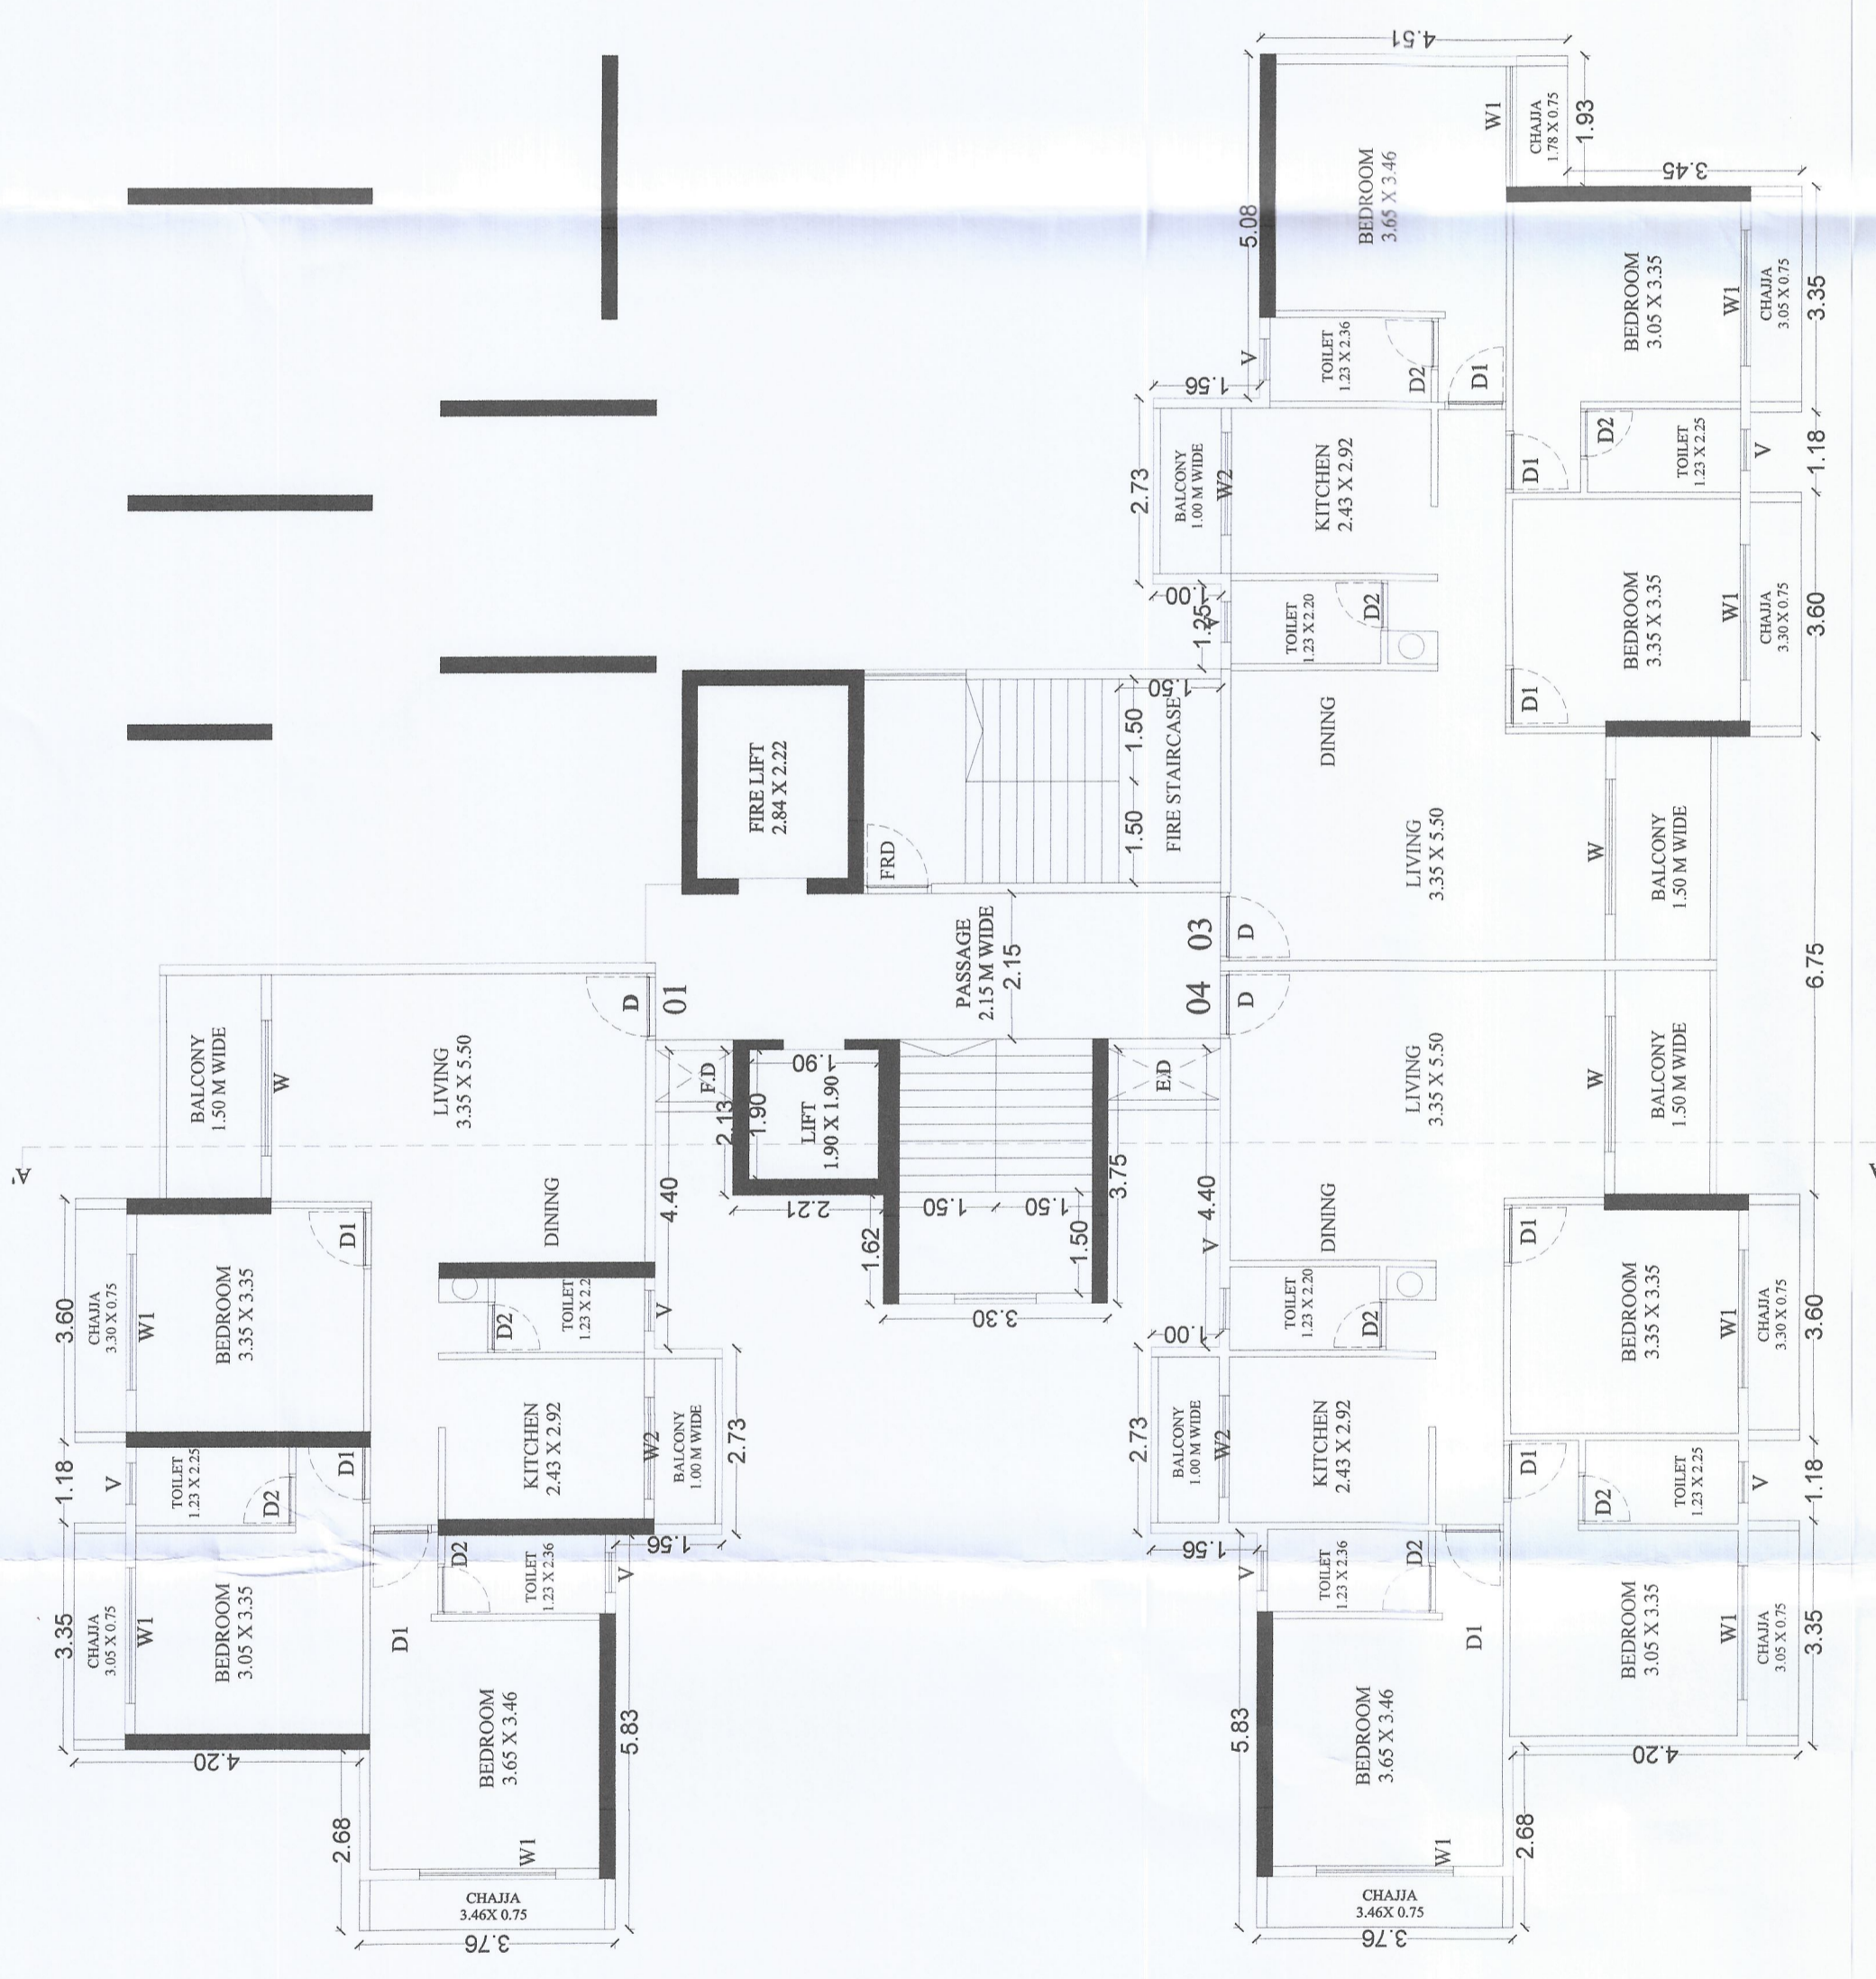 BALCONY
1.50 M WIDE
W
LIVING
3.35 X 5.50
D
01
DINING
CHAJJA
3.30 X 0.75
W1
BEDROOM
3.35 X 3.35
D1
3.60
1.18
3.35
V
TOILET
1.23 X 2.25
D2
D1
CHAJJA
3.05 X 0.75
W1
BEDROOM
3.05 X 3.35
4.20
D1
D2
TOILET
1.23 X 2.2
V
KITCHEN
2.43 X 2.92
W2
BALCONY
1.00 M WIDE
2.73
1.56
D2
TOILET
1.23 X 2.36
V
BEDROOM
3.65 X 3.46
W1
5.83
2.68
CHAJJA
3.46X 0.75
3.76
4.40
F.D
2.13
1.90
1.90
LIFT
1.90 X 1.90
2.21
1.62
1.50
1.50
1.50
3.30
3.75
FIRE LIFT
2.84 X 2.22
FRD
1.50
1.50
1.50
FIRE STAIRCASE
PASSAGE
2.15 M WIDE
2.15
03
D
04
D
4.51
5.08
BEDROOM
3.65 X 3.46
W1
CHAJJA
1.78 X 0.75
1.93
3.45
V
TOILET
1.23 X 2.36
D2
D1
1.56
2.73
BALCONY
1.00 M WIDE
W2
KITCHEN
2.43 X 2.92
BEDROOM
3.05 X 3.35
W1
CHAJJA
3.05 X 0.75
3.35
D1
D2
TOILET
1.23 X 2.25
V
1.18
1.00
1.25
TOILET
1.23 X 2.20
D2
BEDROOM
3.35 X 3.35
W1
CHAJJA
3.30 X 0.75
3.60
D1
DINING
LIVING
3.35 X 5.50
W
BALCONY
1.50 M WIDE
6.75
LIVING
3.35 X 5.50
W
BALCONY
1.50 M WIDE
DINING
4.40
V
1.00
TOILET
1.23 X 2.20
D2
D1
BEDROOM
3.35 X 3.35
W1
CHAJJA
3.30 X 0.75
3.60
2.73
BALCONY
1.00 M WIDE
W2
KITCHEN
2.43 X 2.92
D1
D2
TOILET
1.23 X 2.25
V
1.18
1.56
V
TOILET
1.23 X 2.36
D2
D1
BEDROOM
3.05 X 3.35
W1
CHAJJA
3.05 X 0.75
3.35
4.20
5.83
BEDROOM
3.65 X 3.46
W1
2.68
CHAJJA
3.46X 0.75
3.76
A'